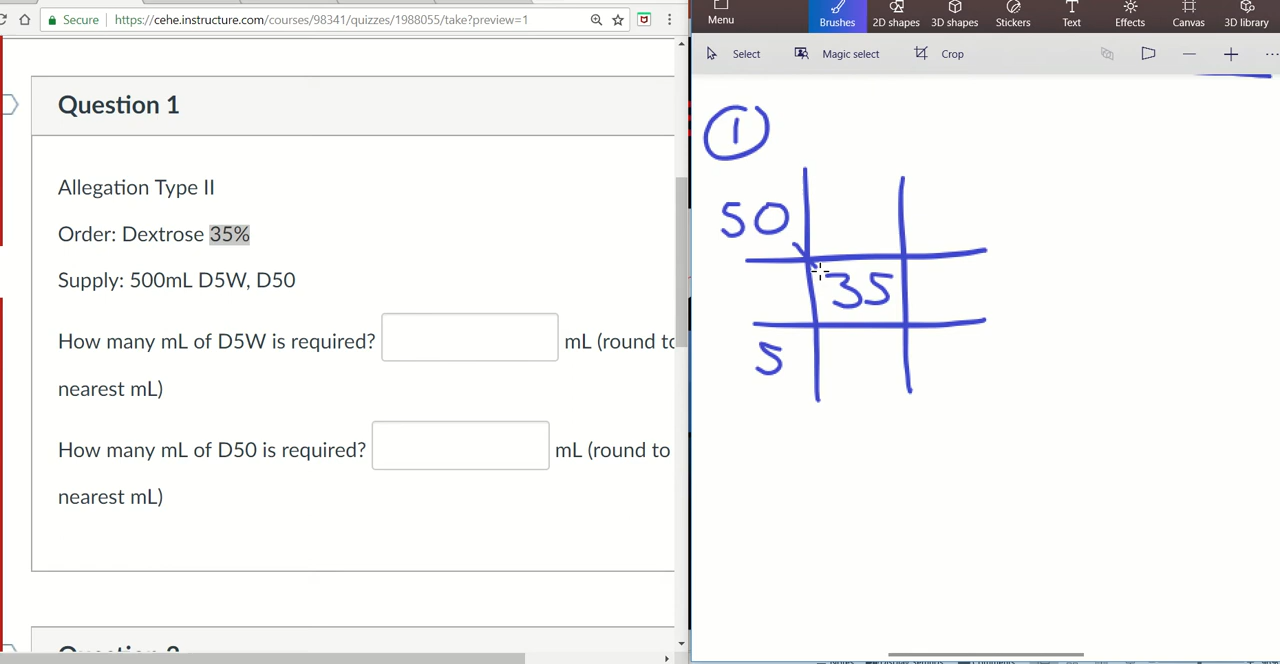 Secure
https://cehe.instructure.com/courses/98341/quizzes/1988055/take?preview=1
Question 1
Allegation Type II
Order: Dextrose 35%
Supply: 500mL D5W, D50
How many mL of D5W is required? mL (round to
nearest mL)
How many mL of D50 is required? mL (round to
nearest mL)
Menu Brushes 2D shapes 3D shapes Stickers Text Effects Canvas 3D library
Select Magic select Crop
1
50
35
5